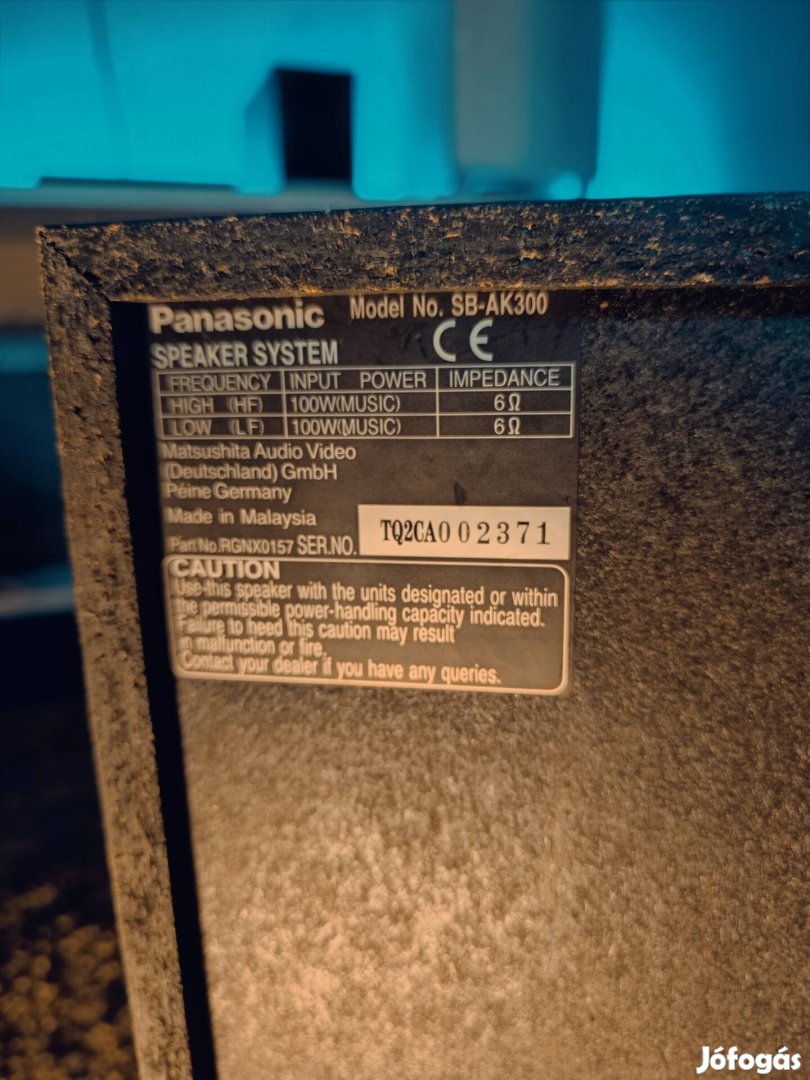 Panasonic Model No. SB-AK300
SPEAKER SYSTEM CE
FREQUENCY INPUT POWER IMPEDANCE
HIGH (HF) 100W(MUSIC) 6Ω
LOW (LF) 100W(MUSIC) 6Ω
Matsushita Audio Video
(Deutschland) GmbH
Peine Germany
Made in Malaysia
Part No.RGNX0157 SER.NO. TQ2CA002371
CAUTION
Use this speaker with the units designated or within
the permissible power-handling capacity indicated.
Failure to heed this caution may result
in malfunction or fire.
Contact your dealer if you have any queries.
Jófogás